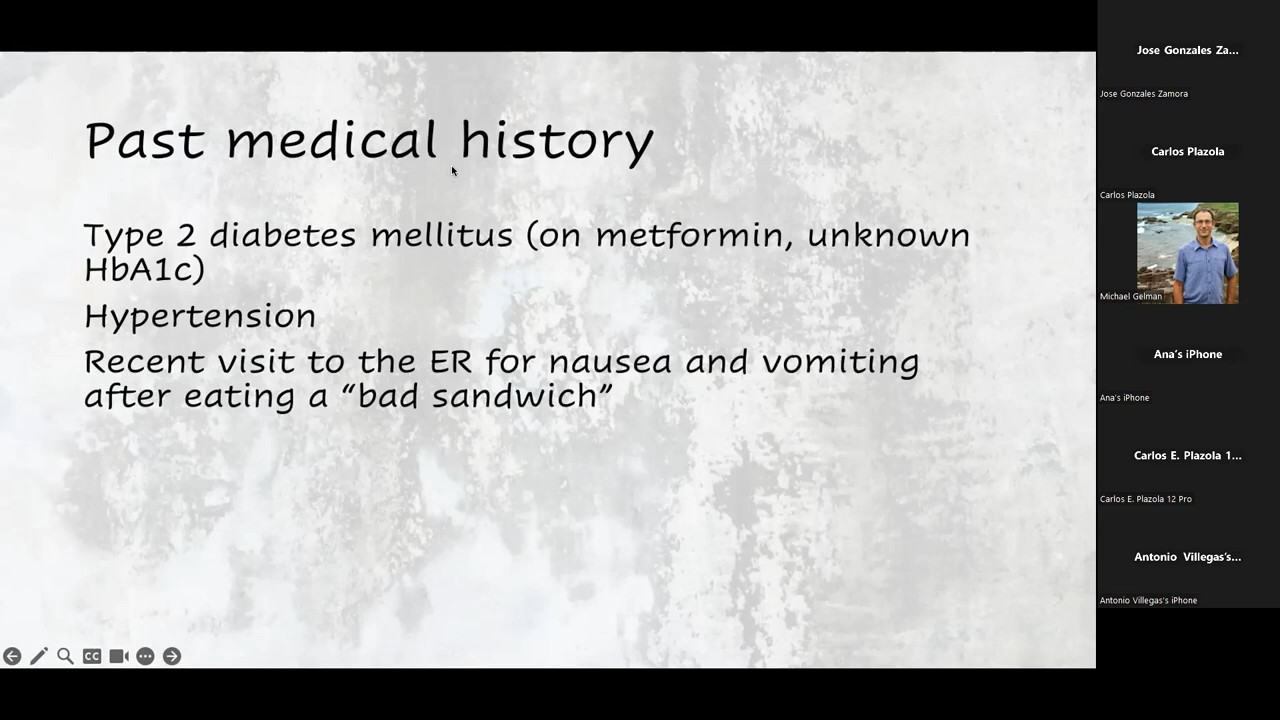 Past medical history
Type 2 diabetes mellitus (on metformin, unknown
HbA1c)
Hypertension
Recent visit to the ER for nausea and vomiting
after eating a “bad sandwich”
CC
Jose Gonzales Za...
Jose Gonzales Zamora
Carlos Plazola
Carlos Plazola
Michael Gelman
Ana's iPhone
Ana's iPhone
Carlos E. Plazola 1...
Carlos E. Plazola 12 Pro
Antonio Villegas's...
Antonio Villegas's iPhone